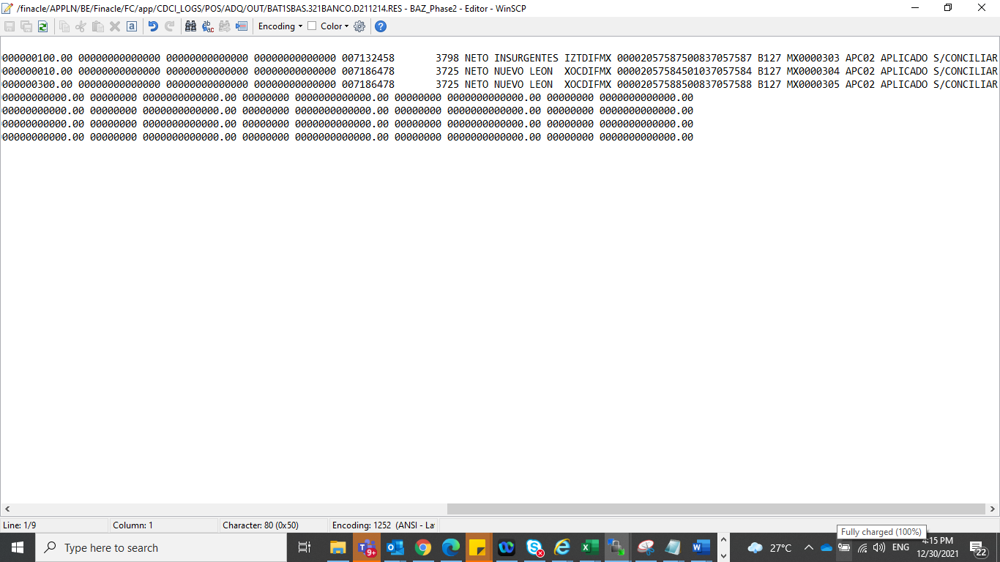 /finacle/APPLN/BE/Finacle/FC/app/CDCI_LOGS/POS/ADQ/OUT/BAT1SBAS.321BANCO.D211214.RES - BAZ_Phase2 - Editor - WinSCP
Encoding Color
000000100.00 00000000000000 00000000000000 00000000000000 007132458 3798 NETO INSURGENTES IZTDIFMX 00002057587500837057587 B127 MX0000303 APC02 APLICADO S/CONCILIAR
000000010.00 00000000000000 00000000000000 00000000000000 007186478 3725 NETO NUEVO LEON XOCDIFMX 00002057584501037057584 B127 MX0000304 APC02 APLICADO S/CONCILIAR
000000300.00 00000000000000 00000000000000 00000000000000 007186478 3725 NETO NUEVO LEON XOCDIFMX 00002057588500837057588 B127 MX0000305 APC02 APLICADO S/CONCILIAR
00000000000.00 00000000 0000000000000.00 00000000 0000000000000.00 00000000 0000000000000.00 00000000 0000000000000.00
00000000000.00 00000000 0000000000000.00 00000000 0000000000000.00 00000000 0000000000000.00 00000000 0000000000000.00
00000000000.00 00000000 0000000000000.00 00000000 0000000000000.00 00000000 0000000000000.00 00000000 0000000000000.00
00000000000.00 00000000 0000000000000.00 00000000 0000000000000.00 00000000 0000000000000.00 00000000 0000000000000.00
Line: 1/9 Column: 1 Character: 80 (0x50) Encoding: 1252 (ANSI - La
Fully charged (100%)
Type here to search
9+
27°C
ENG
4:15 PM
12/30/2021
22